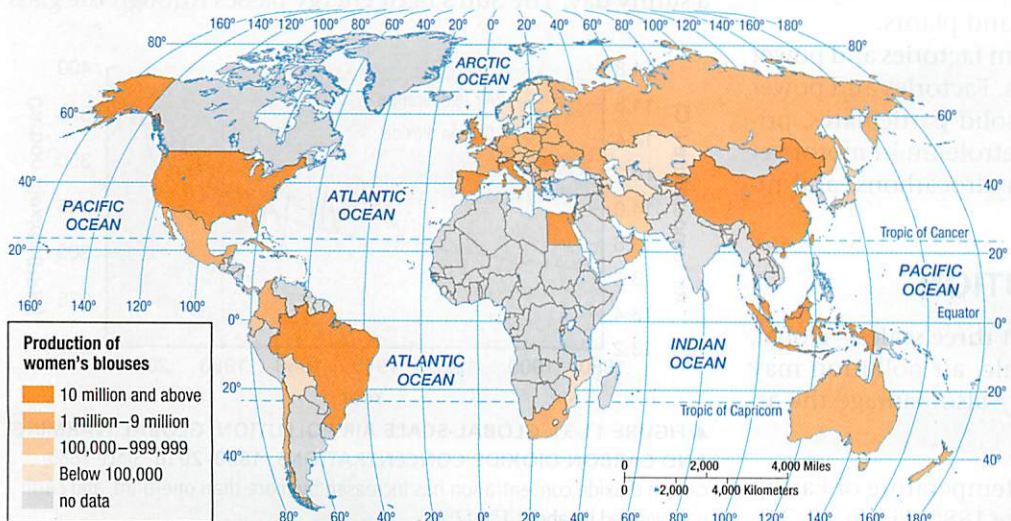 160° 140° 20° 0° 20° 40° 60° 80° 100° 120° 140° 160° 180°
80°
80°
ARCTIC
OCEAN
60°
60°
40°
40°
PACIFIC
OCEAN
ATLANTIC
OCEAN
20°
Tropic of Cancer
20°
PACIFIC
OCEAN
160° 140° 120° 100°
Equator
0°
0°
ATLANTIC
OCEAN
INDIAN
OCEAN
20°
Tropic of Capricorn
20°
40°
40°
Production of
women's blouses
10 million and above
1 million–9 million
100,000–999,999
Below 100,000
no data
0 2,000 4,000 Miles
0 2,000 4,000 Kilometers
80° 60° 40° 20° 0° 20° 40° 60° 80° 100° 120° 140° 160° 180°